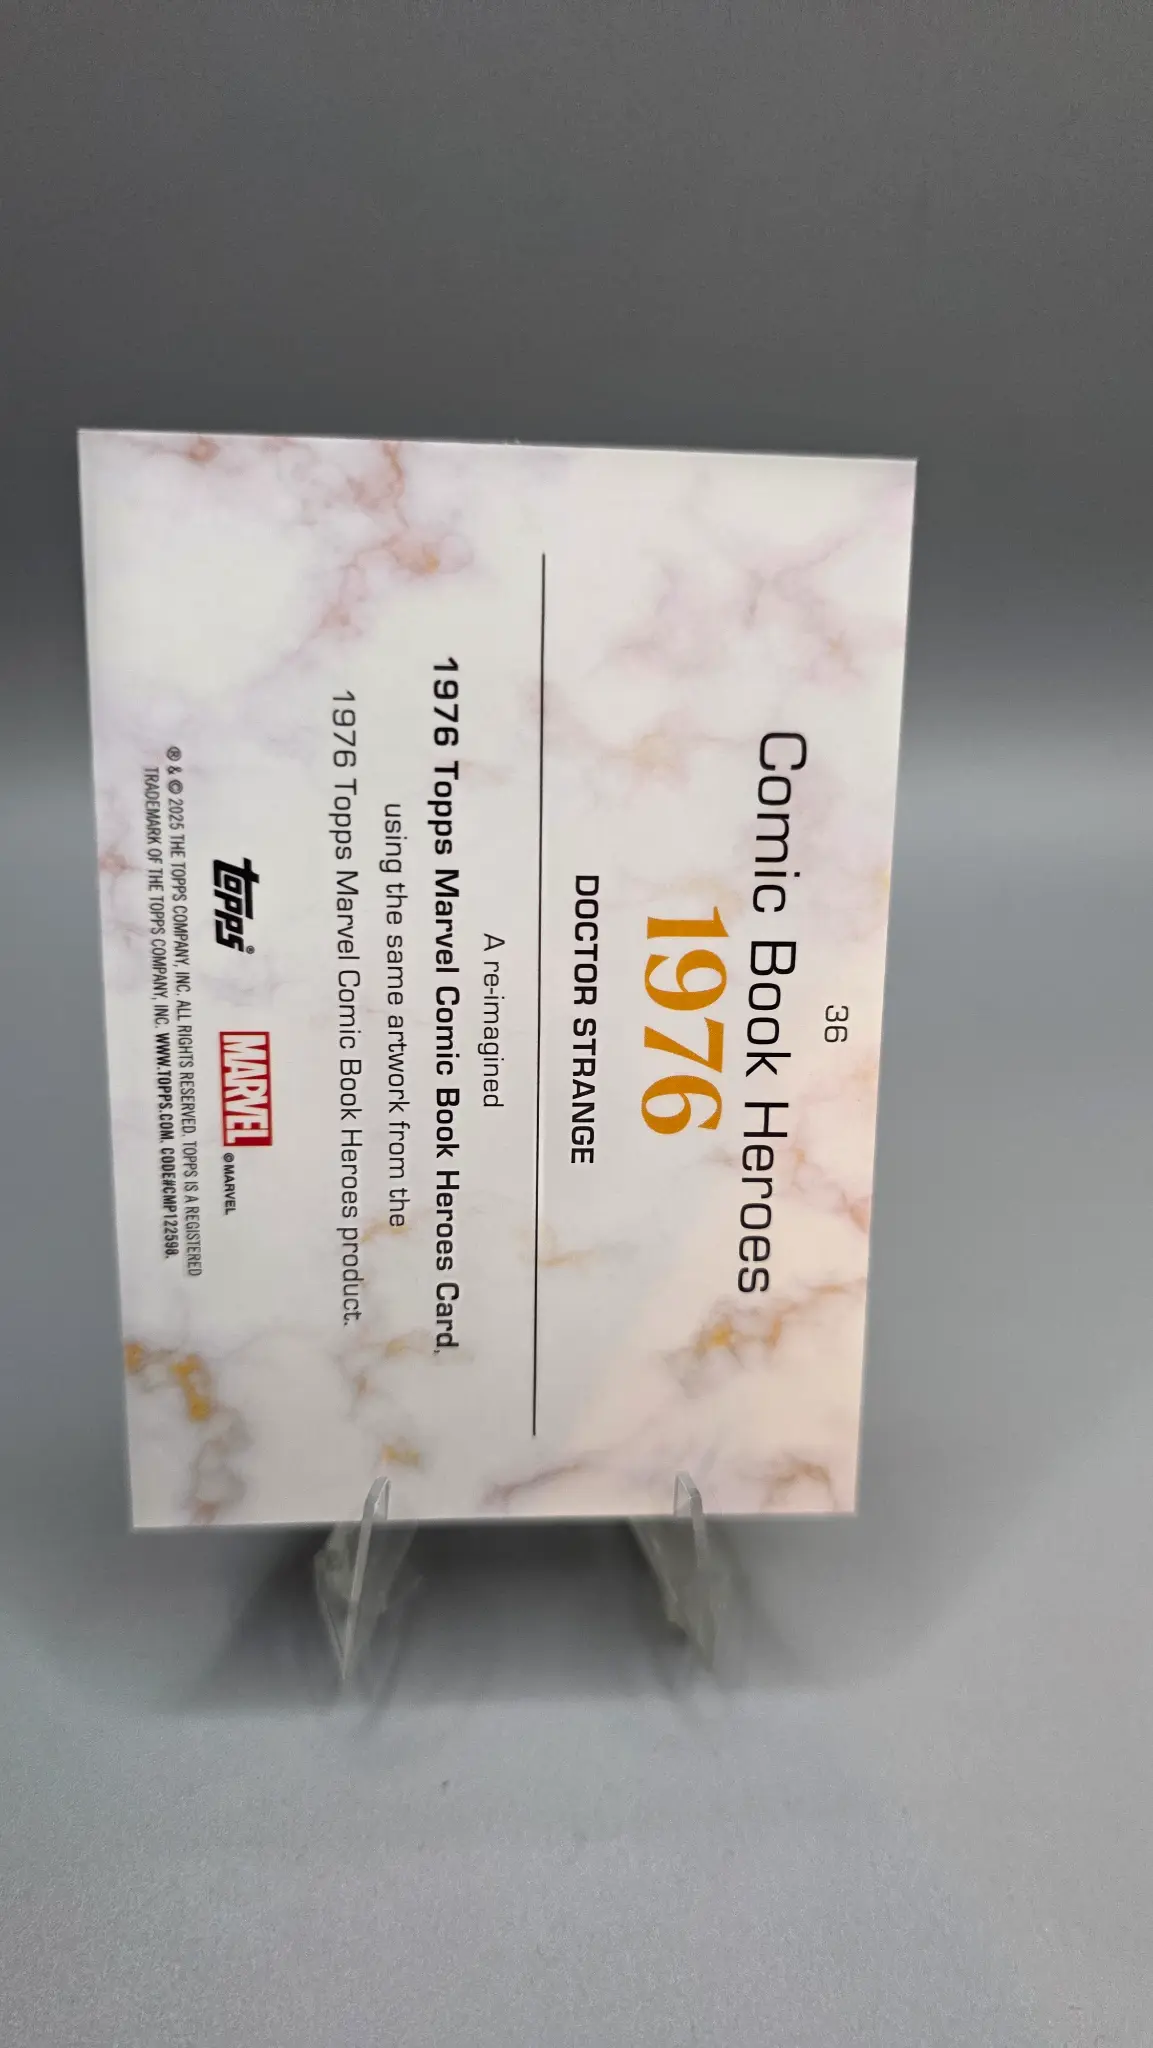 36
Comic Book Heroes
1976
DOCTOR STRANGE
A re-imagined
1976 Topps Marvel Comic Book Heroes Card,
using the same artwork from the
1976 Topps Marvel Comic Book Heroes product.
topps® MARVEL © MARVEL
® & © 2025 THE TOPPS COMPANY, INC. ALL RIGHTS RESERVED. TOPPS IS A REGISTERED
TRADEMARK OF THE TOPPS COMPANY, INC. WWW.TOPPS.COM. CODE#CMP122598.